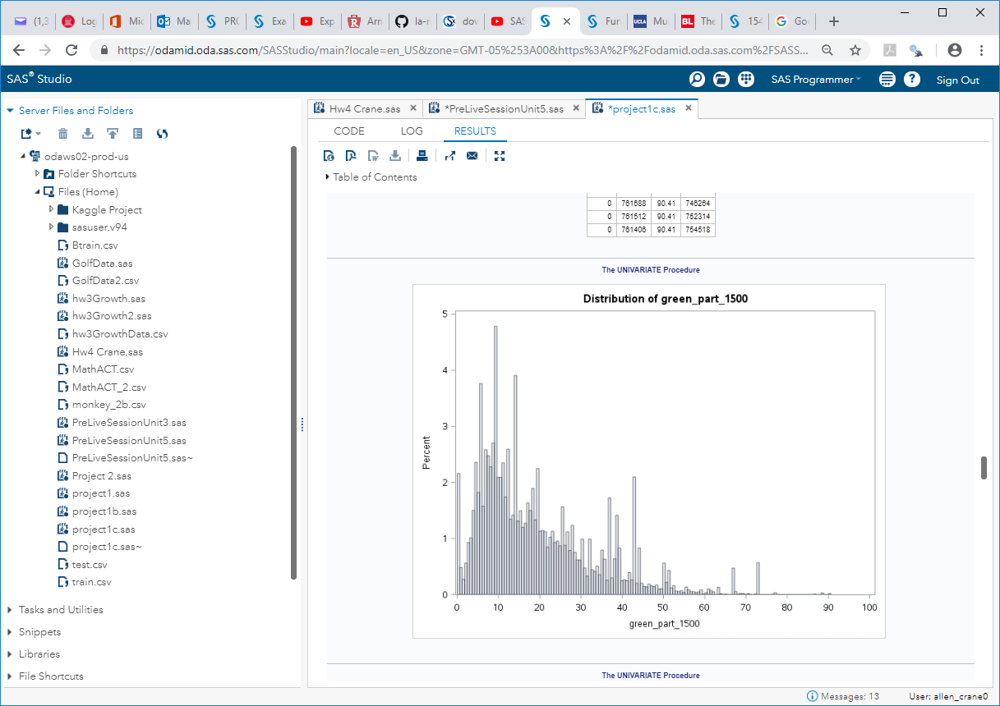 (1,3
Log
Mic
Ma
PRC
Exa
Exp
Arn
la-r
dov
SAS
Fur
UCLA Mu
BL The
154
Goo
https://odamid.oda.sas.com/SASStudio/main?locale=en_US&zone=GMT-05%253A00&https%3A%2F%2Fodamid.oda.sas.com%2FSASS...
SAS® Studio
SAS Programmer
Sign Out
Server Files and Folders
odaws02-prod-us
Folder Shortcuts
Files (Home)
Kaggle Project
sasuser.v94
Btrain.csv
GolfData.sas
GolfData2.csv
hw3Growth.sas
hw3Growth2.sas
hw3GrowthData.csv
Hw4 Crane.sas
MathACT.csv
MathACT_2.csv
monkey_2b.csv
PreLiveSessionUnit3.sas
PreLiveSessionUnit5.sas
PreLiveSessionUnit5.sas~
Project 2.sas
project1.sas
project1b.sas
project1c.sas
project1c.sas~
test.csv
train.csv
Tasks and Utilities
Snippets
Libraries
File Shortcuts
Hw4 Crane.sas
*PreLiveSessionUnit5.sas
*project1c.sas
CODE LOG RESULTS
Table of Contents
0 761688 90.41 746264
0 761512 90.41 752314
0 761406 90.41 754518
The UNIVARIATE Procedure
Distribution of green_part_1500
5
4
3
2
1
0
Percent
0 10 20 30 40 50 60 70 80 90 100
green_part_1500
The UNIVARIATE Procedure
Messages: 13
User: allen_crane0